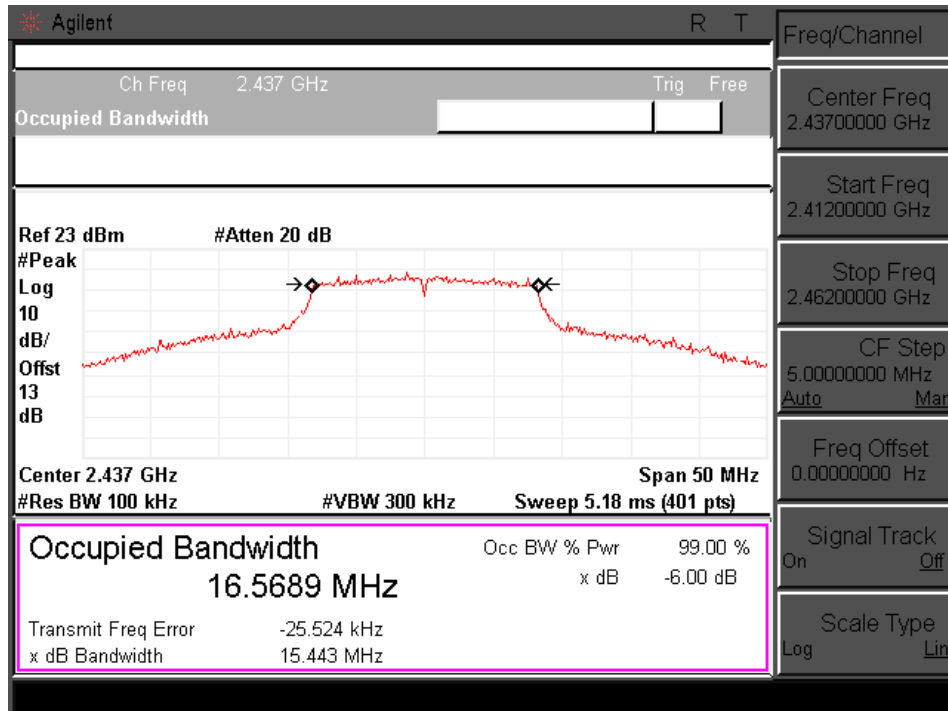 Agilent R T
Freq/Channel
Ch Freq 2.437 GHz Trig Free
Occupied Bandwidth
Center Freq
2.43700000 GHz
Start Freq
2.41200000 GHz
Stop Freq
2.46200000 GHz
CF Step
5.00000000 MHz
Auto Man
Freq Offset
0.00000000 Hz
Signal Track
On Off
Scale Type
Log Lin
Ref 23 dBm #Atten 20 dB
#Peak
Log
10
dB/
Offst
13
dB
Center 2.437 GHz Span 50 MHz
#Res BW 100 kHz #VBW 300 kHz Sweep 5.18 ms (401 pts)
Occupied Bandwidth Occ BW % Pwr 99.00 %
16.5689 MHz x dB -6.00 dB
Transmit Freq Error -25.524 kHz
x dB Bandwidth 15.443 MHz